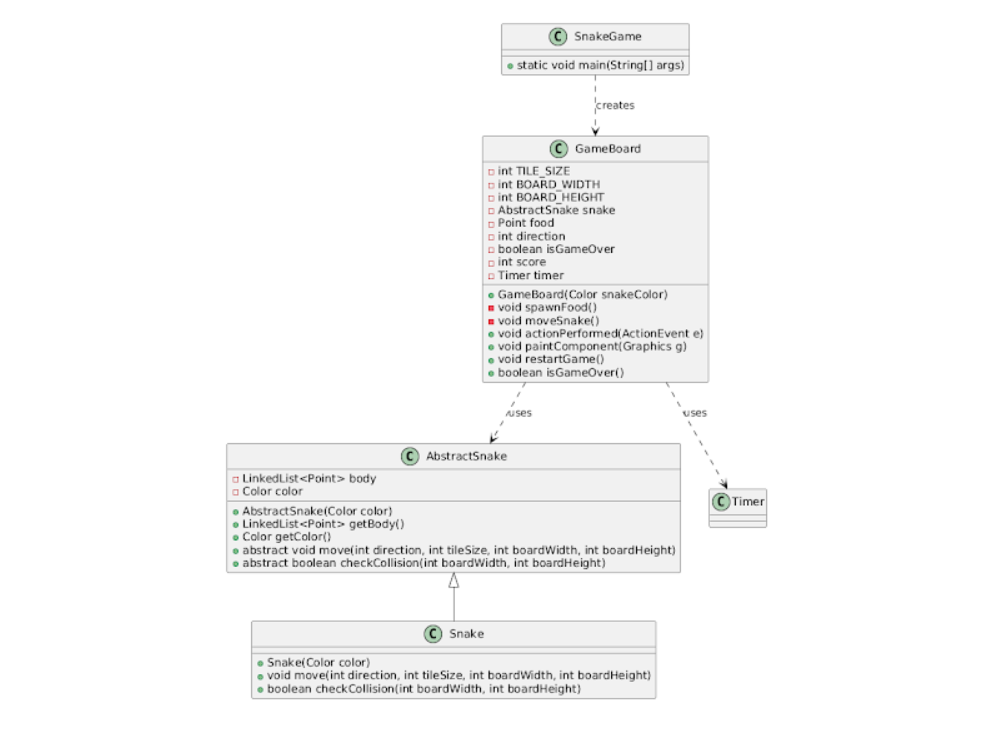 C SnakeGame
static void main(String[] args)
creates
C GameBoard
int TILE_SIZE
int BOARD_WIDTH
int BOARD_HEIGHT
AbstractSnake snake
Point food
int direction
boolean isGameOver
int score
Timer timer
GameBoard(Color snakeColor)
void spawnFood()
void moveSnake()
void actionPerformed(ActionEvent e)
void paintComponent(Graphics g)
void restartGame()
boolean isGameOver()
uses
uses
C AbstractSnake
LinkedList<Point> body
Color color
AbstractSnake(Color color)
LinkedList<Point> getBody()
Color getColor()
abstract void move(int direction, int tileSize, int boardWidth, int boardHeight)
abstract boolean checkCollision(int boardWidth, int boardHeight)
C Timer
C Snake
Snake(Color color)
void move(int direction, int tileSize, int boardWidth, int boardHeight)
boolean checkCollision(int boardWidth, int boardHeight)